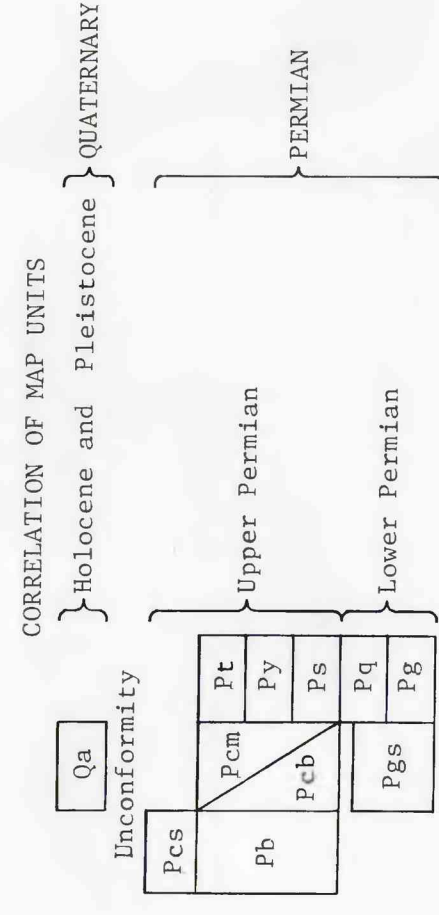 CORRELATION OF MAP UNITS
Qa
Holocene and Pleistocene
QUATERNARY
Unconformity
Pcs
Pb
Pcm
Pcb
Pt
Py
Ps
Upper Permian
PERMIAN
Pgs
Pq
Pg
Lower Permian